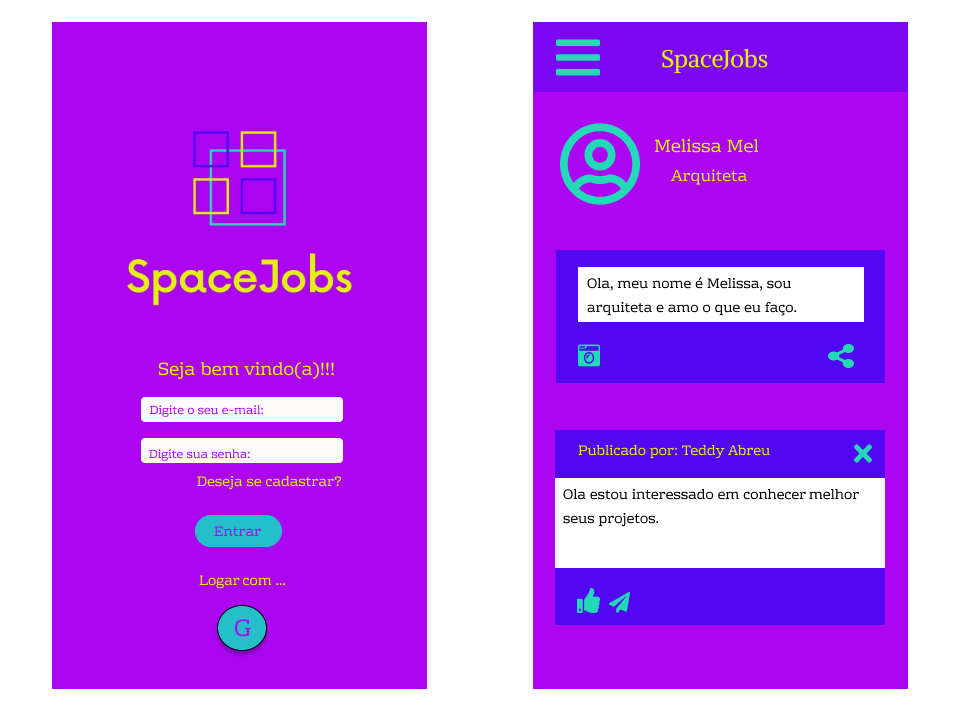 SpaceJobs
Seja bem vindo(a)!!!
Digite o seu e-mail:
Digite sua senha:
Deseja se cadastrar?
Entrar
Logar com ...
G
SpaceJobs
Melissa Mel
Arquiteta
Ola, meu nome é Melissa, sou
arquiteta e amo o que eu faço.
Publicado por: Teddy Abreu
Ola estou interessado em conhecer melhor
seus projetos.